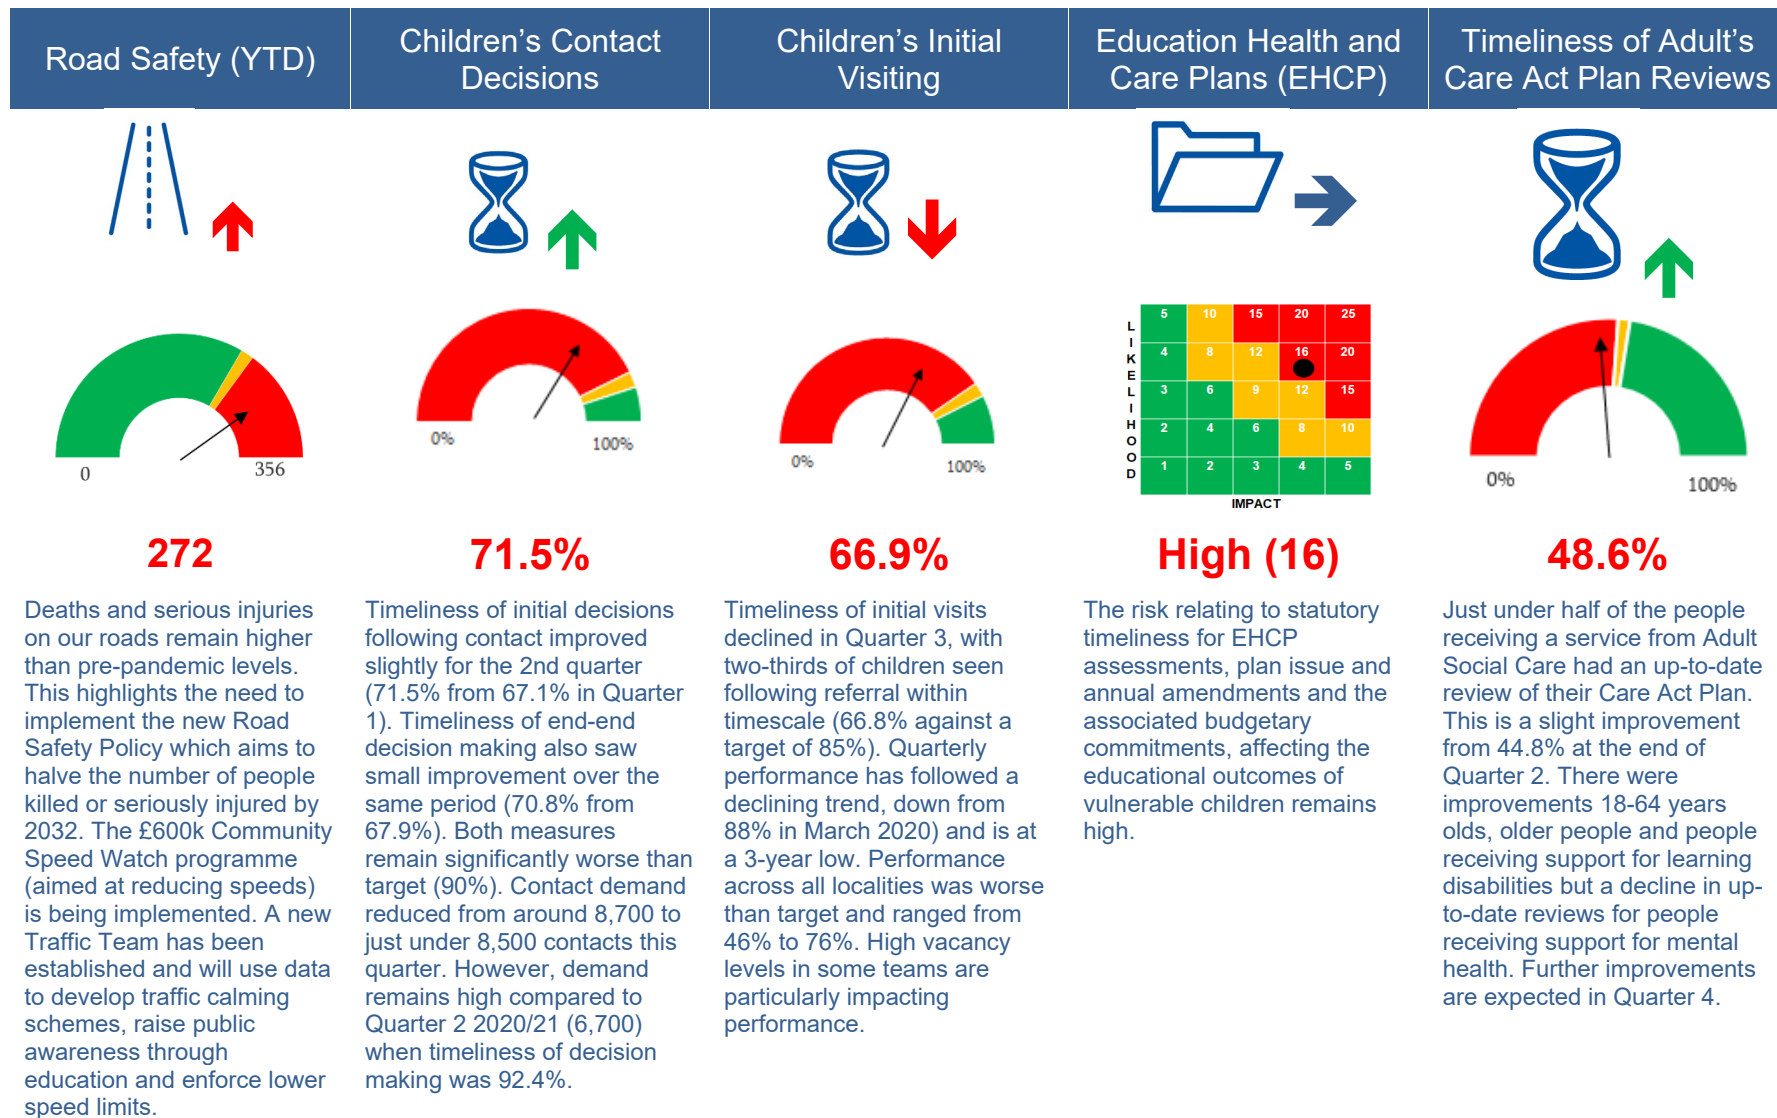 Road Safety (YTD)
Children’s Contact
Decisions
Children’s Initial
Visiting
Education Health and
Care Plans (EHCP)
Timeliness of Adult’s
Care Act Plan Reviews
0
356
0%
100%
0%
100%
LIKELIHOOD
5 10 15 20 25
4 8 12 16 20
3 6 9 12 15
2 4 6 8 10
1 2 3 4 5
IMPACT
0%
100%
272
71.5%
66.9%
High (16)
48.6%
Deaths and serious injuries
on our roads remain higher
than pre-pandemic levels.
This highlights the need to
implement the new Road
Safety Policy which aims to
halve the number of people
killed or seriously injured by
2032. The £600k Community
Speed Watch programme
(aimed at reducing speeds)
is being implemented. A new
Traffic Team has been
established and will use data
to develop traffic calming
schemes, raise public
awareness through
education and enforce lower
speed limits.
Timeliness of initial decisions
following contact improved
slightly for the 2nd quarter
(71.5% from 67.1% in Quarter
1). Timeliness of end-end
decision making also saw
small improvement over the
same period (70.8% from
67.9%). Both measures
remain significantly worse than
target (90%). Contact demand
reduced from around 8,700 to
just under 8,500 contacts this
quarter. However, demand
remains high compared to
Quarter 2 2020/21 (6,700)
when timeliness of decision
making was 92.4%.
Timeliness of initial visits
declined in Quarter 3, with
two-thirds of children seen
following referral within
timescale (66.8% against a
target of 85%). Quarterly
performance has followed a
declining trend, down from
88% in March 2020) and is at
a 3-year low. Performance
across all localities was worse
than target and ranged from
46% to 76%. High vacancy
levels in some teams are
particularly impacting
performance.
The risk relating to statutory
timeliness for EHCP
assessments, plan issue and
annual amendments and the
associated budgetary
commitments, affecting the
educational outcomes of
vulnerable children remains
high.
Just under half of the people
receiving a service from Adult
Social Care had an up-to-date
review of their Care Act Plan.
This is a slight improvement
from 44.8% at the end of
Quarter 2. There were
improvements 18-64 years
olds, older people and people
receiving support for learning
disabilities but a decline in up-
to-date reviews for people
receiving support for mental
health. Further improvements
are expected in Quarter 4.